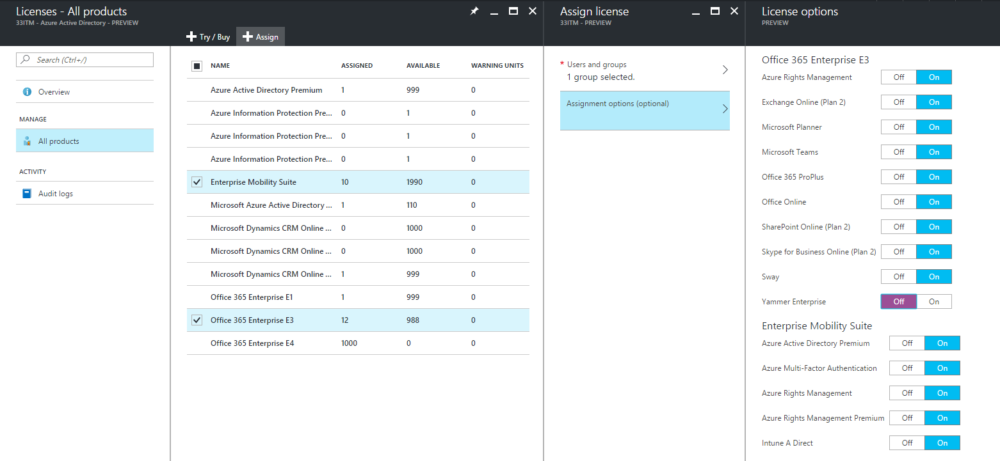 Licenses - All products
33ITM - Azure Active Directory - PREVIEW
Try / Buy
Assign
Search (Ctrl+/)
Overview
MANAGE
All products
ACTIVITY
Audit logs
NAME ASSIGNED AVAILABLE WARNING UNITS
Azure Active Directory Premium 1 999 0
Azure Information Protection Pre... 0 1 0
Azure Information Protection Pre... 0 1 0
Azure Information Protection Pre... 0 1 0
Enterprise Mobility Suite 10 1990 0
Microsoft Azure Active Directory ... 1 110 0
Microsoft Dynamics CRM Online ... 0 1000 0
Microsoft Dynamics CRM Online ... 0 1000 0
Microsoft Dynamics CRM Online ... 1 999 0
Office 365 Enterprise E1 1 999 0
Office 365 Enterprise E3 12 988 0
Office 365 Enterprise E4 1000 0 0
Assign license
33ITM - PREVIEW
* Users and groups
1 group selected.
Assignment options (optional)
License options
PREVIEW
Office 365 Enterprise E3
Azure Rights Management Off On
Exchange Online (Plan 2) Off On
Microsoft Planner Off On
Microsoft Teams Off On
Office 365 ProPlus Off On
Office Online Off On
SharePoint Online (Plan 2) Off On
Skype for Business Online (Plan 2) Off On
Sway Off On
Yammer Enterprise Off On
Enterprise Mobility Suite
Azure Active Directory Premium Off On
Azure Multi-Factor Authentication Off On
Azure Rights Management Off On
Azure Rights Management Premium Off On
Intune A Direct Off On